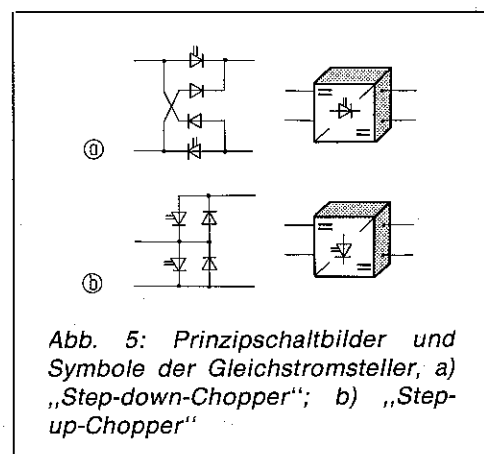 a
b
Abb. 5: Prinzipschaltbilder und
Symbole der Gleichstromsteller, a)
„Step-down-Chopper“; b) „Step-
up-Chopper“